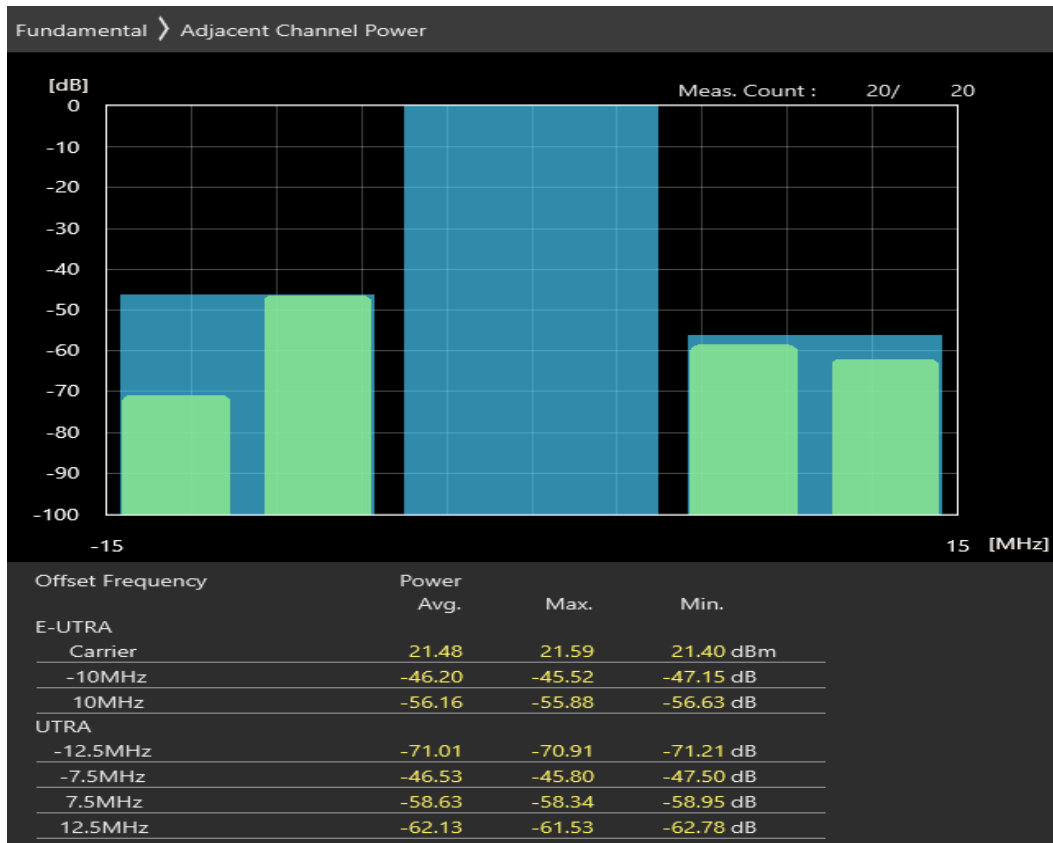 Fundamental 〉 Adjacent Channel Power
[dB]
Meas. Count : 20/ 20
0
-10
-20
-30
-40
-50
-60
-70
-80
-90
-100
-15 15 [MHz]
Offset Frequency Power
Avg. Max. Min.
E-UTRA
Carrier 21.48 21.59 21.40 dBm
-10MHz -46.20 -45.52 -47.15 dB
10MHz -56.16 -55.88 -56.63 dB
UTRA
-12.5MHz -71.01 -70.91 -71.21 dB
-7.5MHz -46.53 -45.80 -47.50 dB
7.5MHz -58.63 -58.34 -58.95 dB
12.5MHz -62.13 -61.53 -62.78 dB